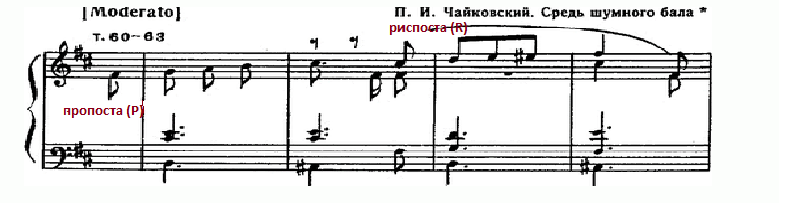 [Moderato]
П. И. Чайковский. Средь шумного бала *
т. 60–63
риспоста (R)
пропоста (P)